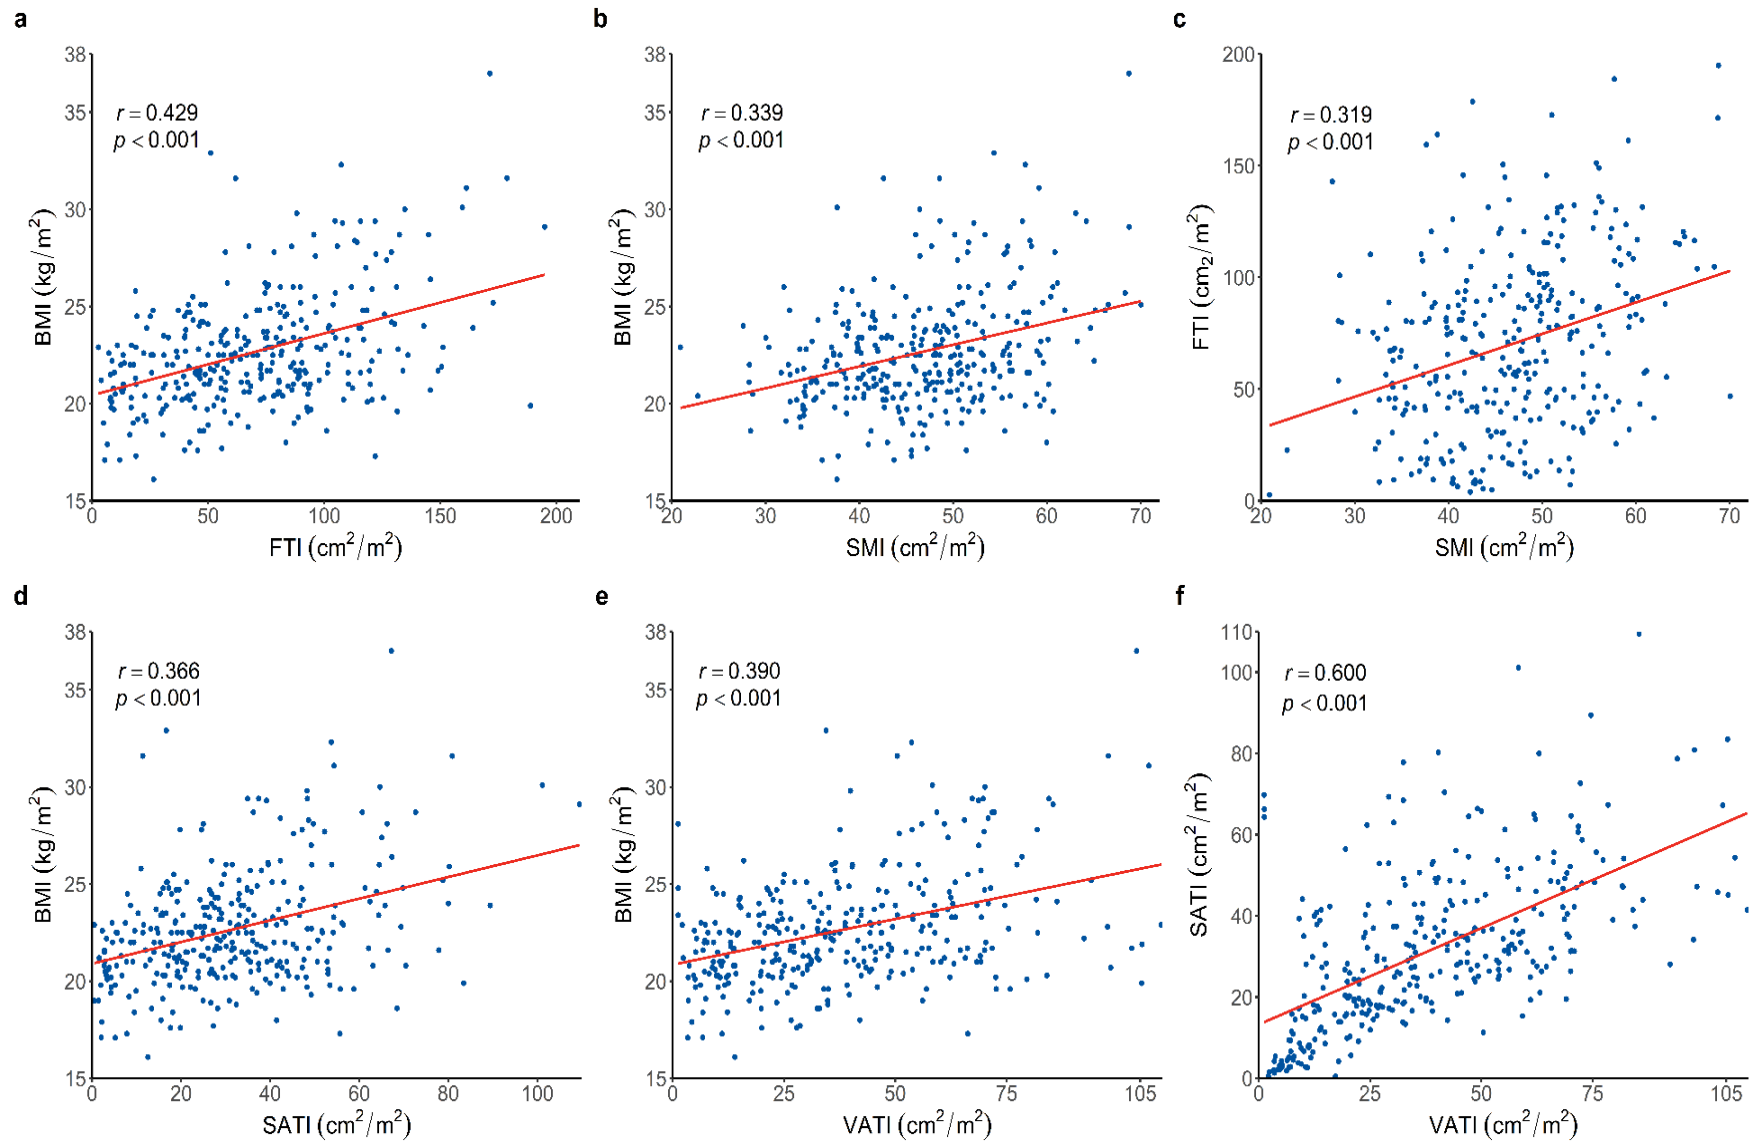 a
38
35
30
25
20
15
BMI (kg/m²)
r = 0.429
p < 0.001
0 50 100 150 200
FTI (cm²/m²)
b
38
35
30
25
20
15
BMI (kg/m²)
r = 0.339
p < 0.001
20 30 40 50 60 70
SMI (cm²/m²)
c
200
150
100
50
0
FTI (cm₂/m²)
r = 0.319
p < 0.001
20 30 40 50 60 70
SMI (cm²/m²)
d
38
35
30
25
20
15
BMI (kg/m²)
r = 0.366
p < 0.001
0 20 40 60 80 100
SATI (cm²/m²)
e
38
35
30
25
20
15
BMI (kg/m²)
r = 0.390
p < 0.001
0 25 50 75 105
VATI (cm²/m²)
f
110
100
80
60
40
20
0
SATI (cm²/m²)
r = 0.600
p < 0.001
0 25 50 75 105
VATI (cm²/m²)